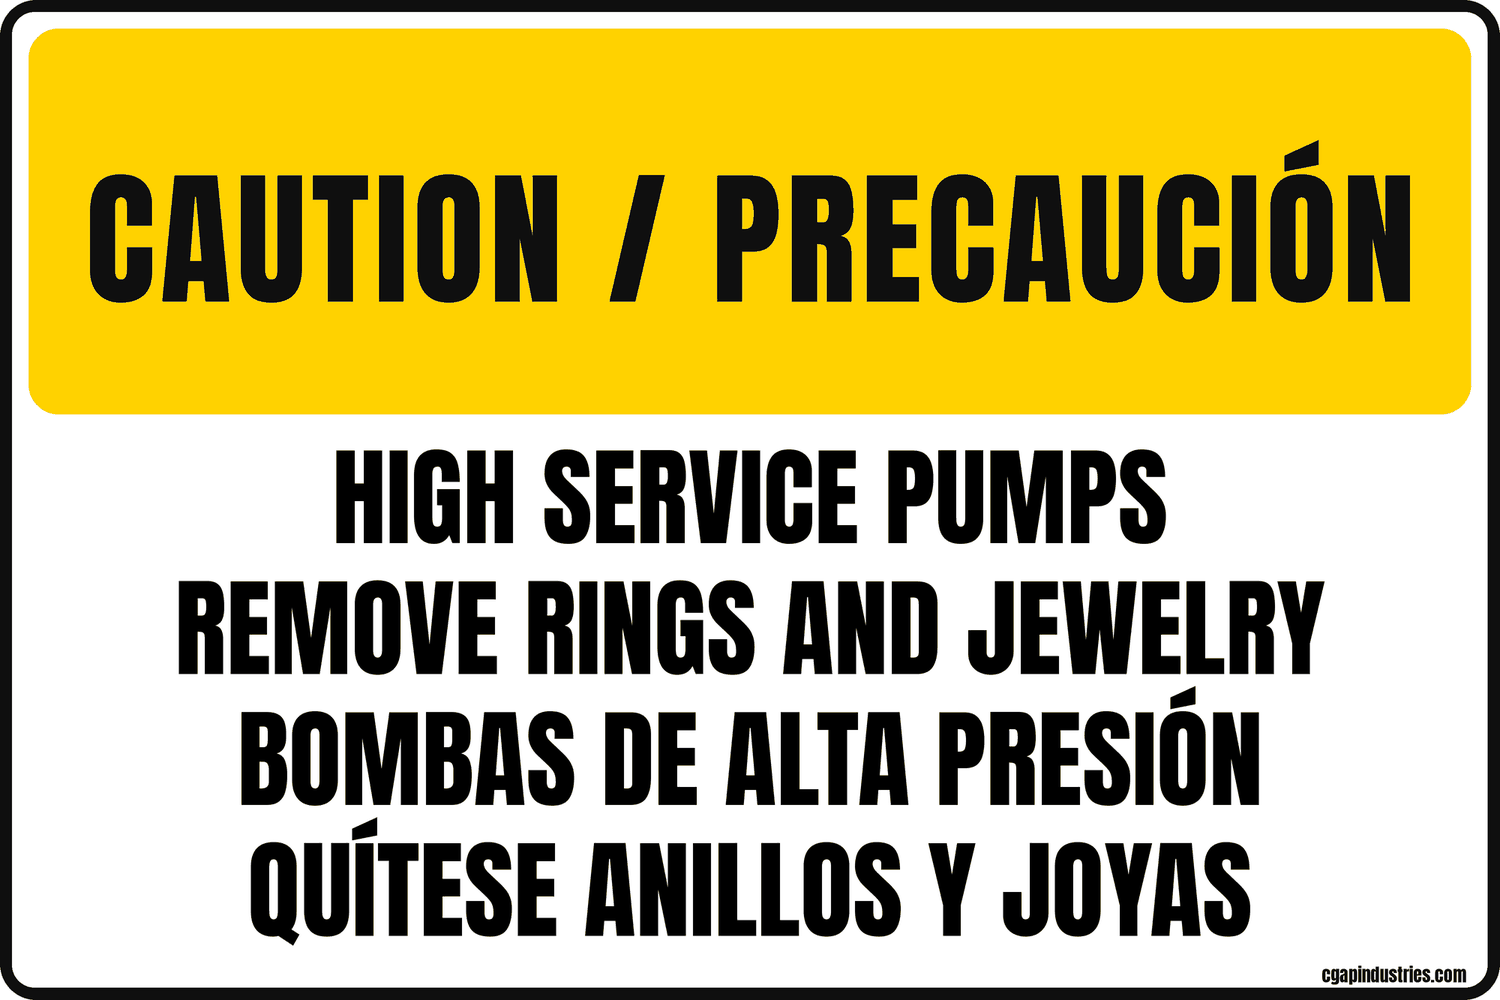 CAUTION / PRECAUCIÓN
HIGH SERVICE PUMPS
REMOVE RINGS AND JEWELRY
BOMBAS DE ALTA PRESIÓN
QUÍTESE ANILLOS Y JOYAS
cgapindustries.com